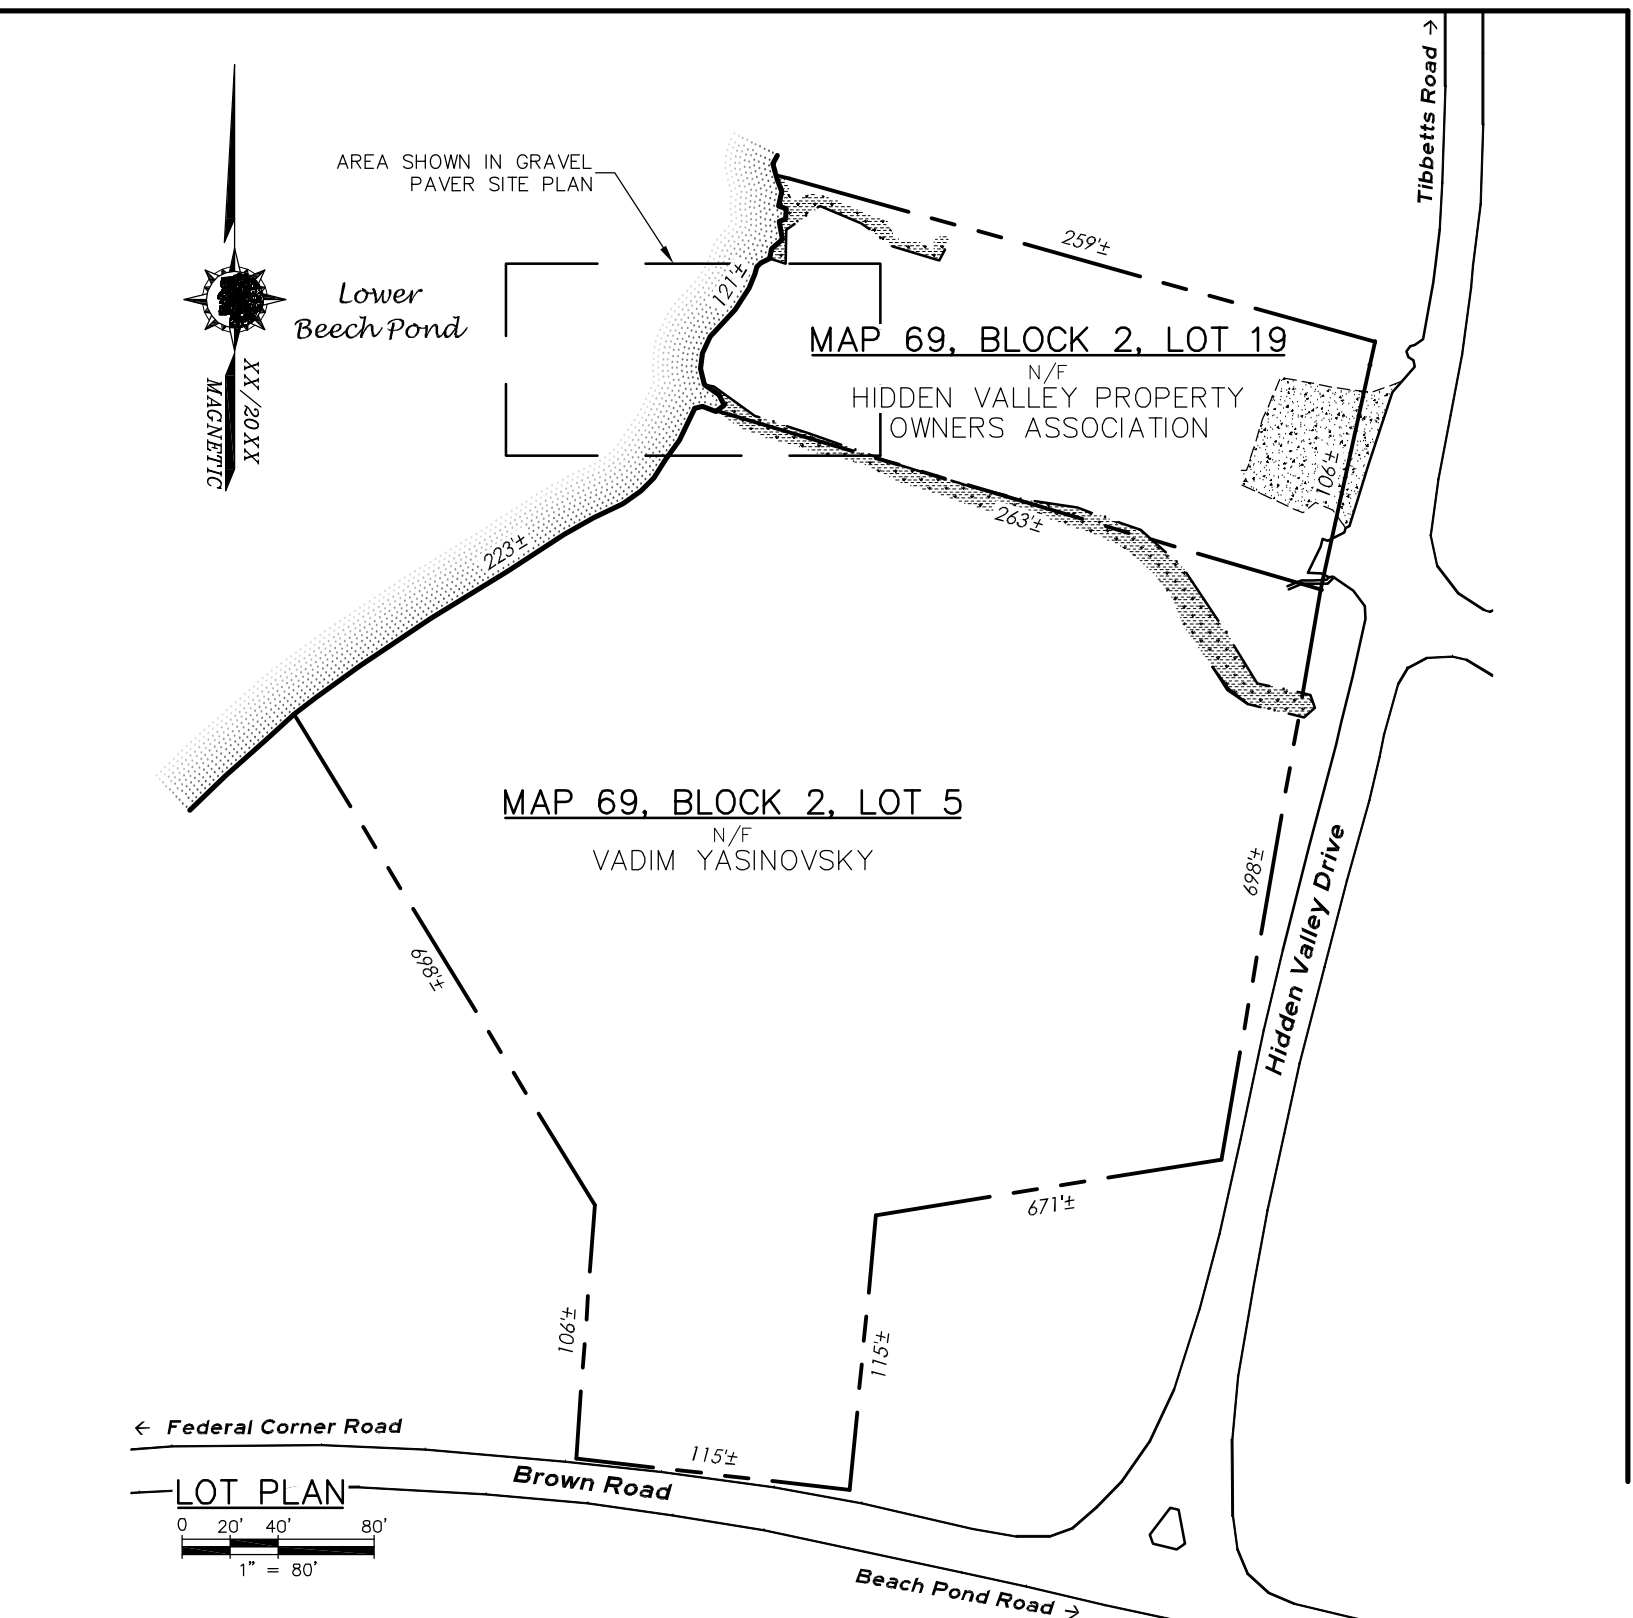 Tibbetts Road →
AREA SHOWN IN GRAVEL
PAVER SITE PLAN
259'±
121'±
Lower
Beech Pond
MAP 69, BLOCK 2, LOT 19
N/F
HIDDEN VALLEY PROPERTY
OWNERS ASSOCIATION
XX/20XX
MAGNETIC
106'±
263'±
223'±
MAP 69, BLOCK 2, LOT 5
N/F
VADIM YASINOVSKY
698'±
Hidden Valley Drive
698'±
671'±
106'±
115'±
← Federal Corner Road
115'±
Brown Road
LOT PLAN
0 20' 40' 80'
1" = 80'
Beach Pond Road →